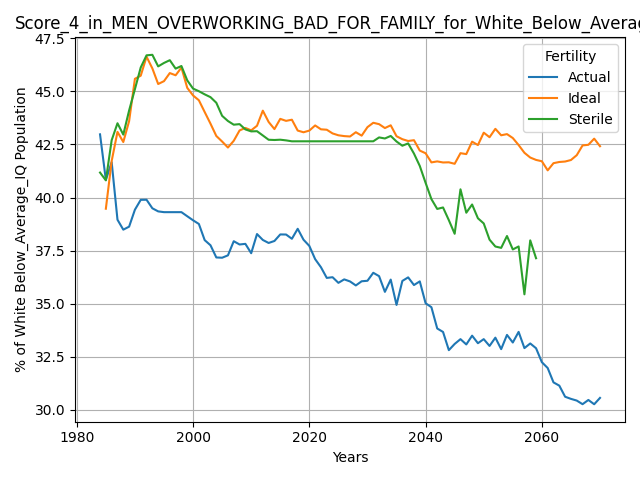 Score_4_in_MEN_OVERWORKING_BAD_FOR_FAMILY_for_White_Below_Average
47.5
45.0
42.5
40.0
37.5
35.0
32.5
30.0
% of White Below_Average_IQ Population
1980
2000
2020
2040
2060
Years
Fertility
Actual
Ideal
Sterile